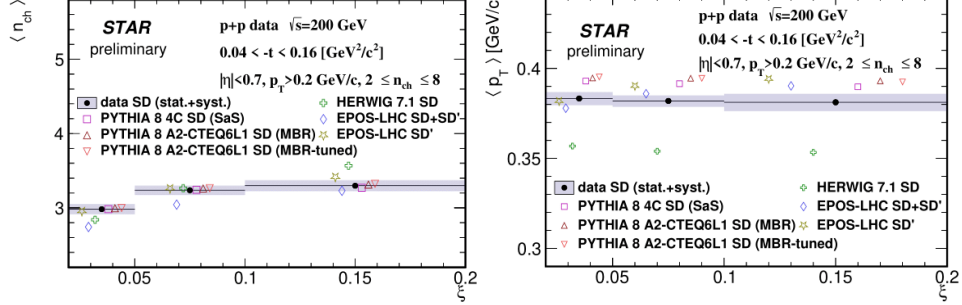 ⟨ n_ch ⟩
STAR
preliminary
p+p data √s=200 GeV
0.04 < -t < 0.16 [GeV²/c²]
|η|<0.7, p_T>0.2 GeV/c, 2 ≤ n_ch ≤ 8
data SD (stat.+syst.)
PYTHIA 8 4C SD (SaS)
PYTHIA 8 A2-CTEQ6L1 SD (MBR)
PYTHIA 8 A2-CTEQ6L1 SD (MBR-tuned)
HERWIG 7.1 SD
EPOS-LHC SD+SD'
EPOS-LHC SD'
5
4
3
2
0.05
0.1
0.15
0.2
ξ
⟨ p_T ⟩ [GeV/c]
STAR
preliminary
p+p data √s=200 GeV
0.04 < -t < 0.16 [GeV²/c²]
|η|<0.7, p_T>0.2 GeV/c, 2 ≤ n_ch ≤ 8
data SD (stat.+syst.)
PYTHIA 8 4C SD (SaS)
PYTHIA 8 A2-CTEQ6L1 SD (MBR)
PYTHIA 8 A2-CTEQ6L1 SD (MBR-tuned)
HERWIG 7.1 SD
EPOS-LHC SD+SD'
EPOS-LHC SD'
0.4
0.35
0.3
0.05
0.1
0.15
0.2
ξ